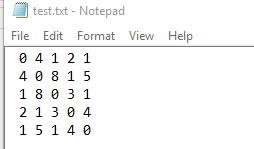 test.txt - Notepad
File Edit Format View Help
0 4 1 2 1
4 0 8 1 5
1 8 0 3 1
2 1 3 0 4
1 5 1 4 0